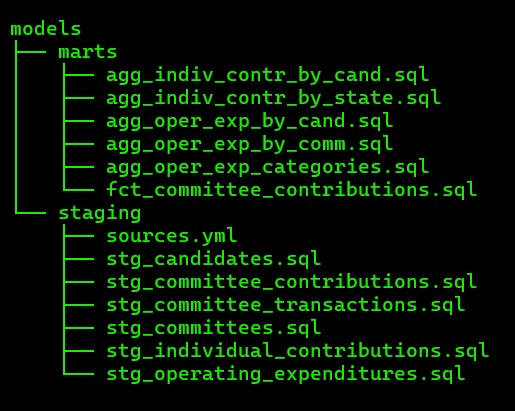 models
├── marts
│   ├── agg_indiv_contr_by_cand.sql
│   ├── agg_indiv_contr_by_state.sql
│   ├── agg_oper_exp_by_cand.sql
│   ├── agg_oper_exp_by_comm.sql
│   ├── agg_oper_exp_categories.sql
│   └── fct_committee_contributions.sql
└── staging
    ├── sources.yml
    ├── stg_candidates.sql
    ├── stg_committee_contributions.sql
    ├── stg_committee_transactions.sql
    ├── stg_committees.sql
    ├── stg_individual_contributions.sql
    └── stg_operating_expenditures.sql